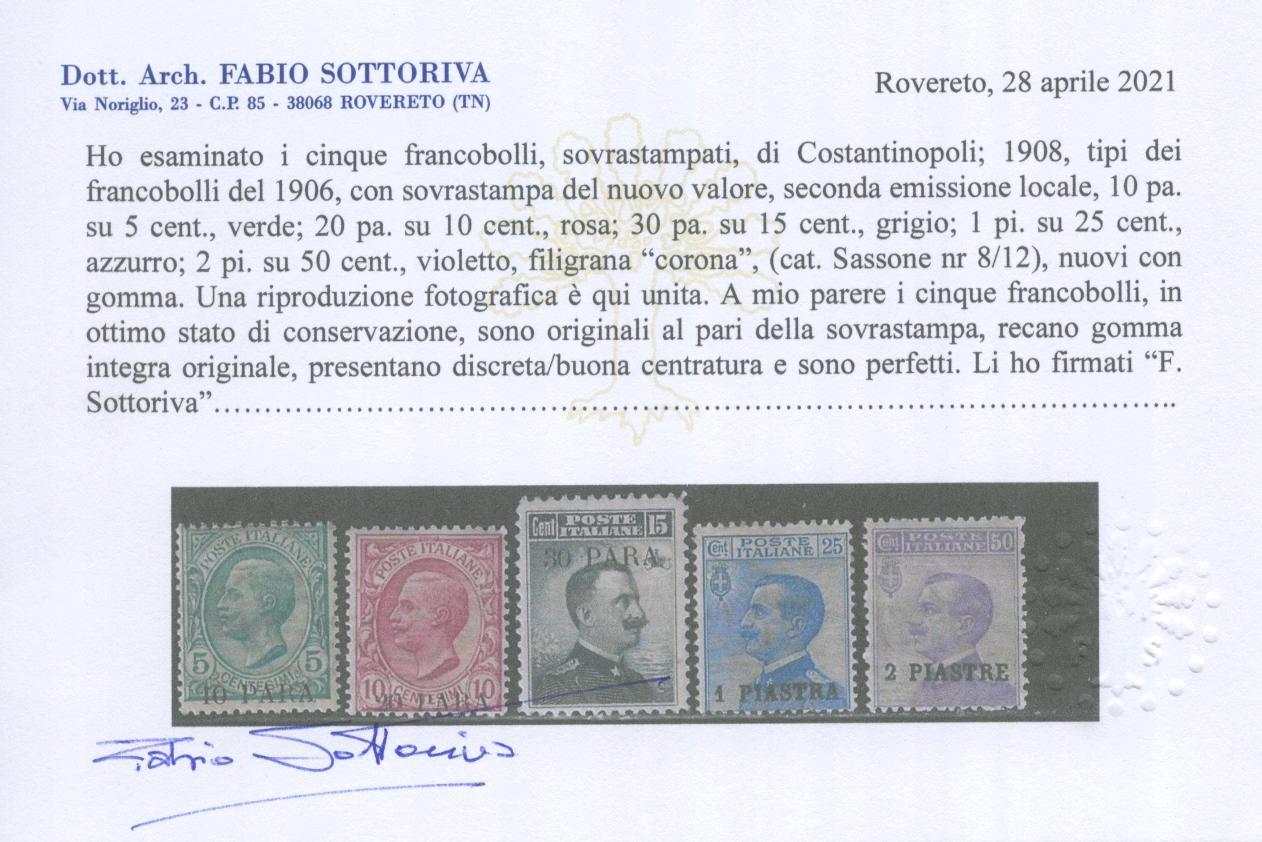 Dott. Arch. FABIO SOTTORIVA
Via Noriglio, 23 - C.P. 85 - 38068 ROVERETO (TN)
Rovereto, 28 aprile 2021
Ho esaminato i cinque francobolli, sovrastampati, di Costantinopoli; 1908, tipi dei
francobolli del 1906, con sovrastampa del nuovo valore, seconda emissione locale, 10 pa.
su 5 cent., verde; 20 pa. su 10 cent., rosa; 30 pa. su 15 cent., grigio; 1 pi. su 25 cent.,
azzurro; 2 pi. su 50 cent., violetto, filigrana “corona”, (cat. Sassone nr 8/12), nuovi con
gomma. Una riproduzione fotografica è qui unita. A mio parere i cinque francobolli, in
ottimo stato di conservazione, sono originali al pari della sovrastampa, recano gomma
integra originale, presentano discreta/buona centratura e sono perfetti. Li ho firmati “F.
Sottoriva”……………………………………………………………………………..
POSTE ITALIANE
5 5
CENTESIMI
10 PARA
POSTE ITALIANE
10 10
CENTESIMI
20 PARA
Cent POSTE ITALIANE 15
30 PARA
Cent POSTE ITALIANE 25
1 PIASTRA
Cent POSTE ITALIANE 50
2 PIASTRE
Fabio Sottoriva